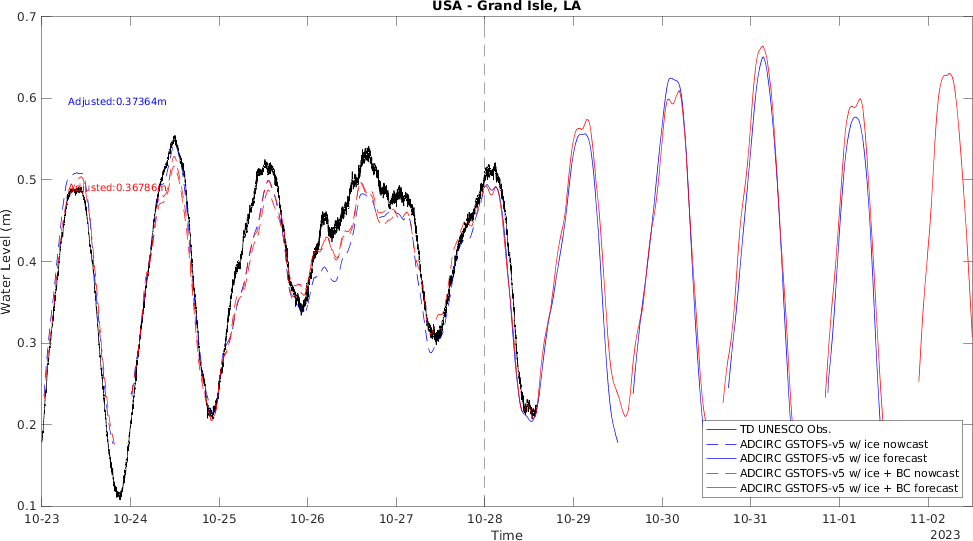 USA - Grand Isle, LA
0.7
0.6
0.5
0.4
0.3
0.2
0.1
Water Level (m)
Adjusted:0.37364m
Adjusted:0.36786m
TD UNESCO Obs.
ADCIRC GSTOFS-v5 w/ ice nowcast
ADCIRC GSTOFS-v5 w/ ice forecast
ADCIRC GSTOFS-v5 w/ ice + BC nowcast
ADCIRC GSTOFS-v5 w/ ice + BC forecast
10-23 10-24 10-25 10-26 10-27 10-28 10-29 10-30 10-31 11-01 11-02
Time 2023